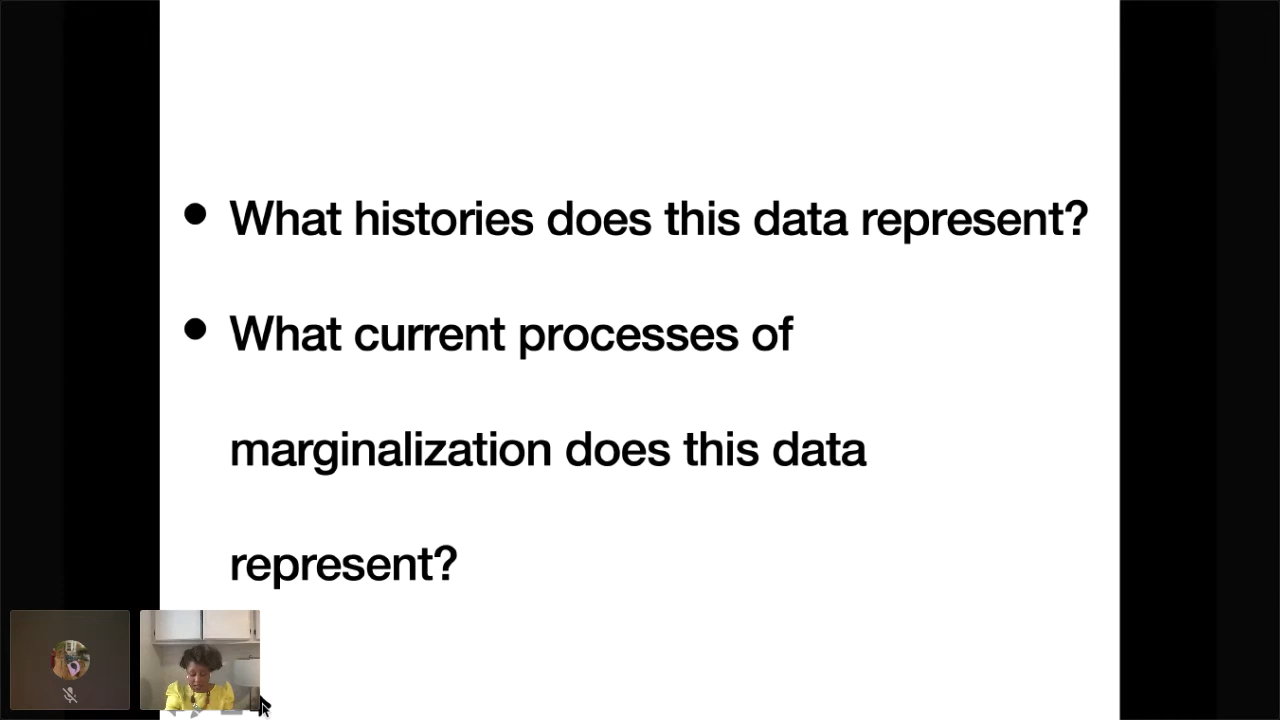 • What histories does this data represent?
• What current processes of
marginalization does this data
represent?